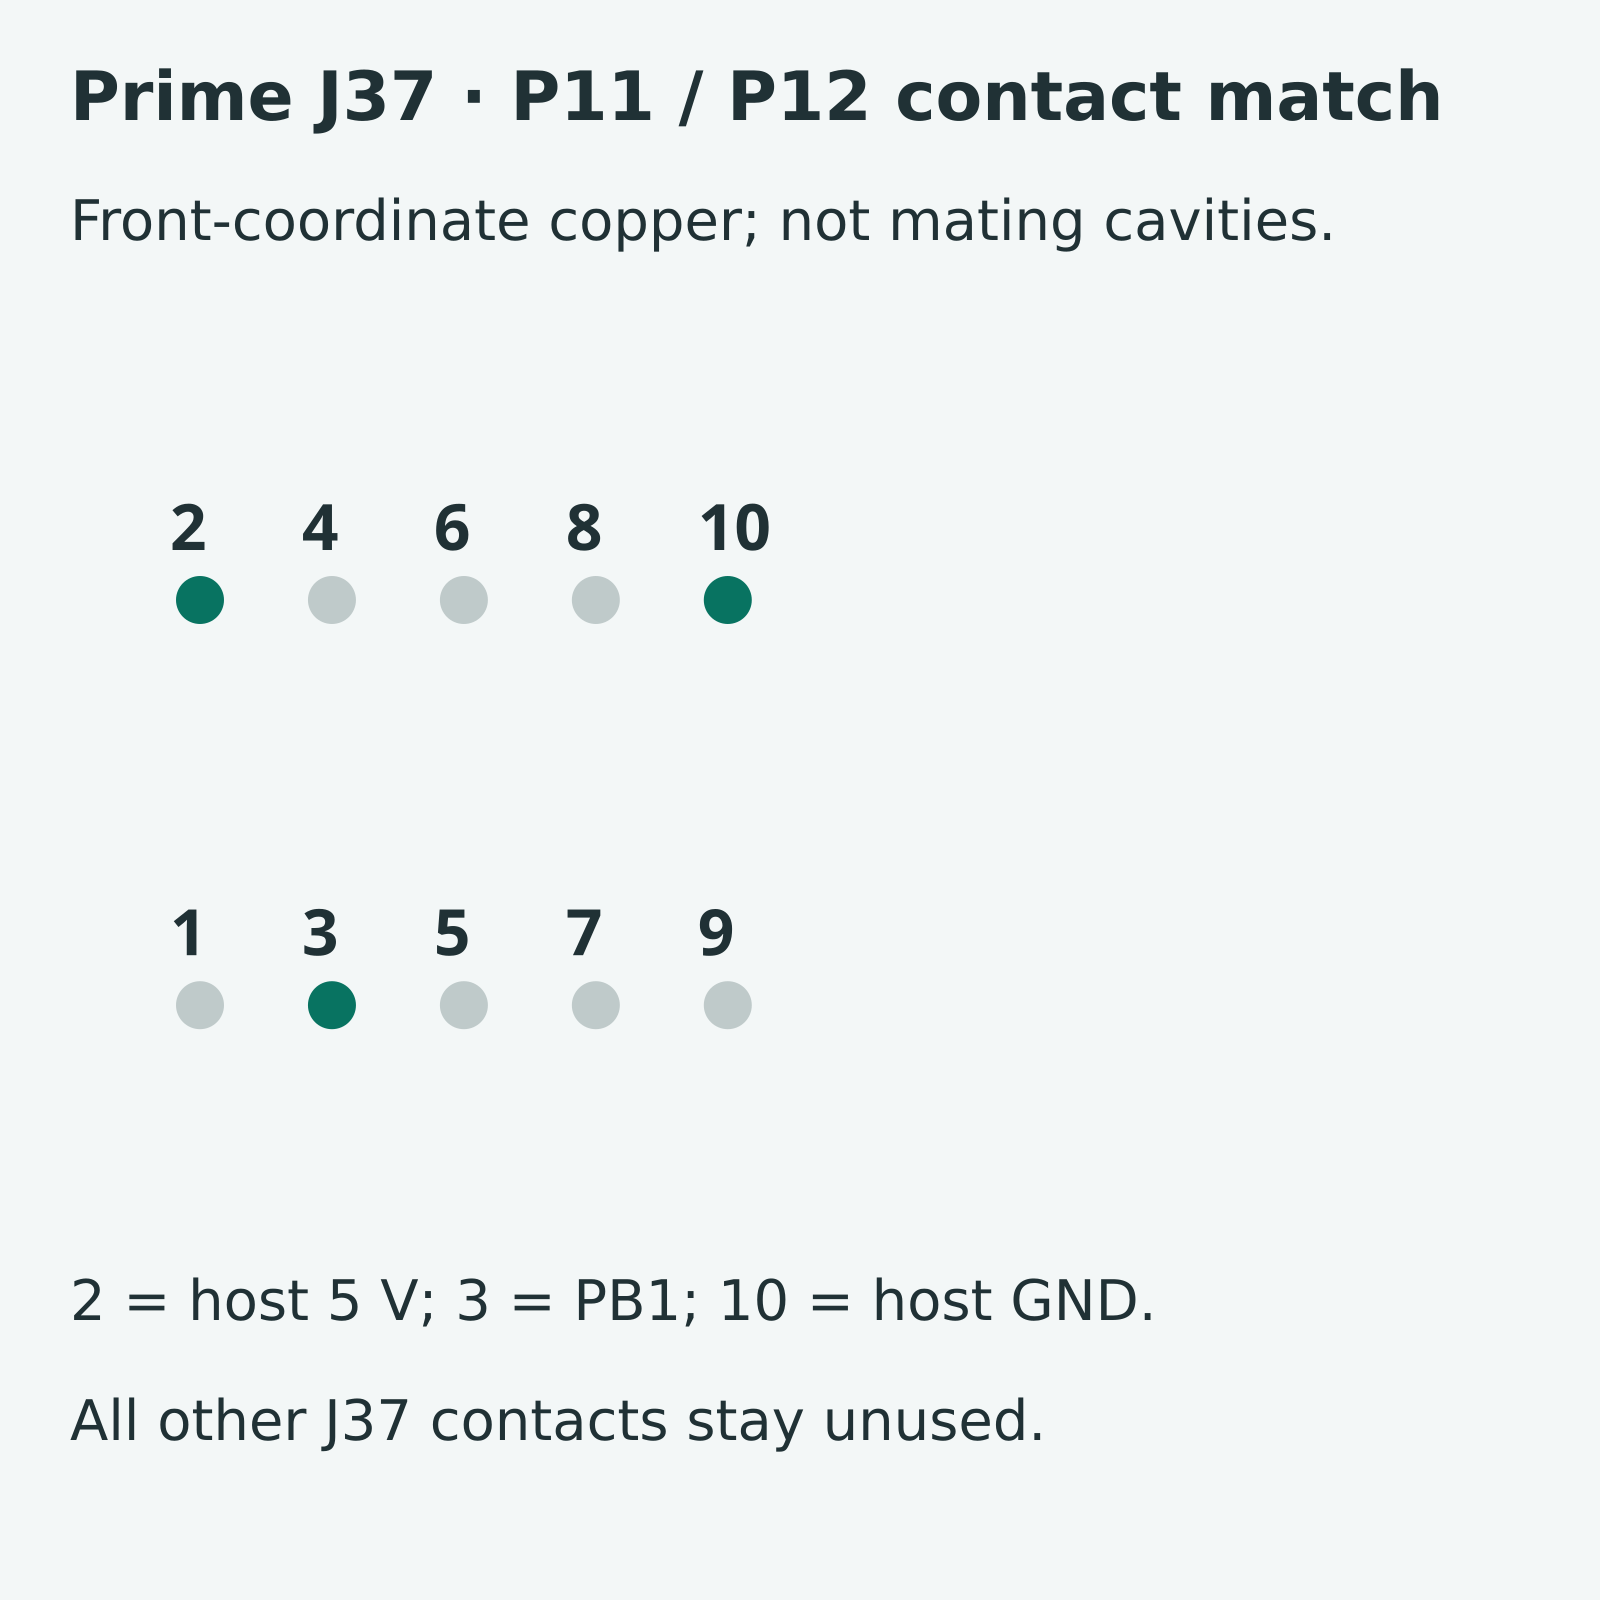 Prime J37 · P11 / P12 contact match
Front-coordinate copper; not mating cavities.
2 4 6 8 10
1 3 5 7 9
2 = host 5 V; 3 = PB1; 10 = host GND.
All other J37 contacts stay unused.